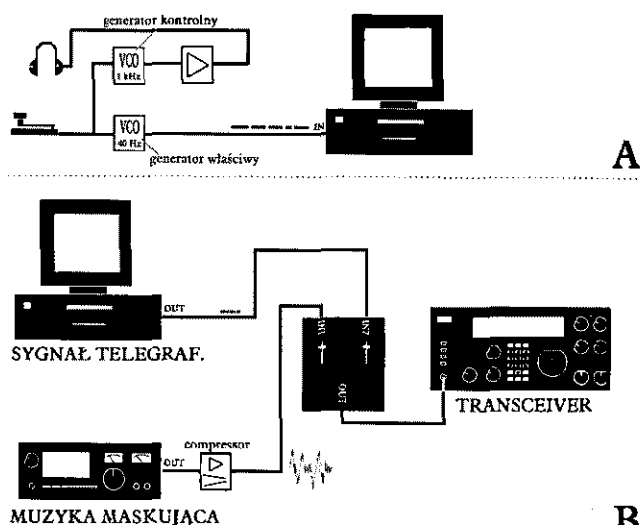 generator kontrolny
VCO
1 kHz
VCO
40 Hz
IN
generator właściwy
A
OUT
SYGNAŁ TELEGRAF.
IN1
IN2
OUT
TRANSCEIVER
compressor
OUT
MUZYKA MASKUJĄCA
B